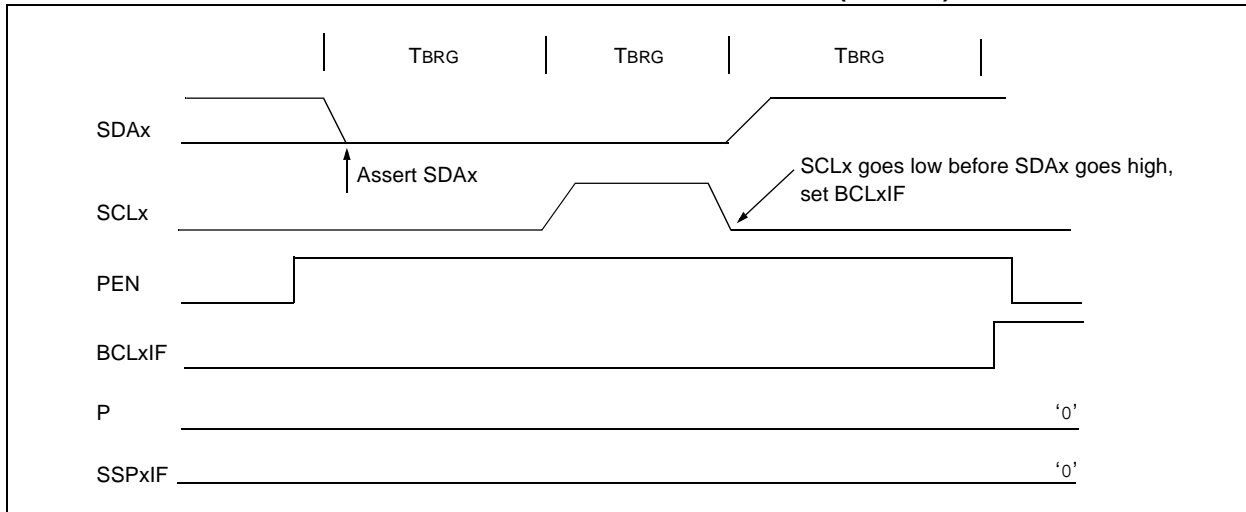 TBRG TBRG TBRG
SDAx
Assert SDAx
SCLx goes low before SDAx goes high,
set BCLxIF
SCLx
PEN
BCLxIF
P ‘0’
SSPxIF ‘0’